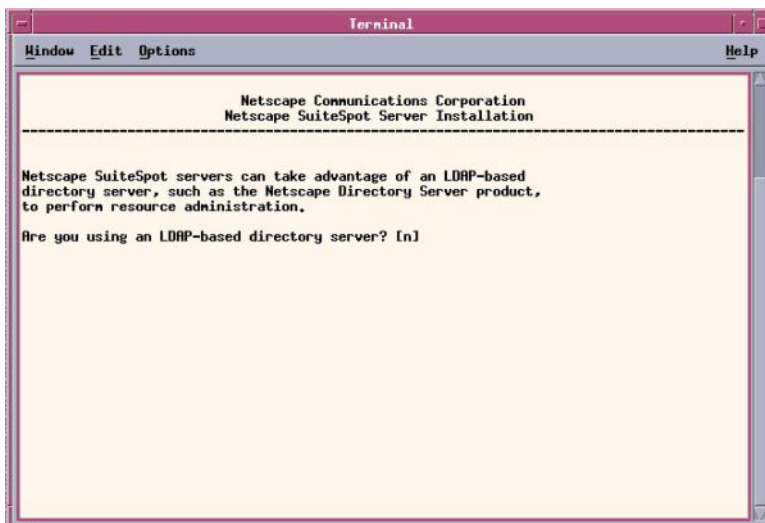 Terminal
Window Edit Options Help
Netscape Communications Corporation
Netscape SuiteSpot Server Installation
Netscape SuiteSpot servers can take advantage of an LDAP-based
directory server, such as the Netscape Directory Server product,
to perform resource administration.
Are you using an LDAP-based directory server? [n]